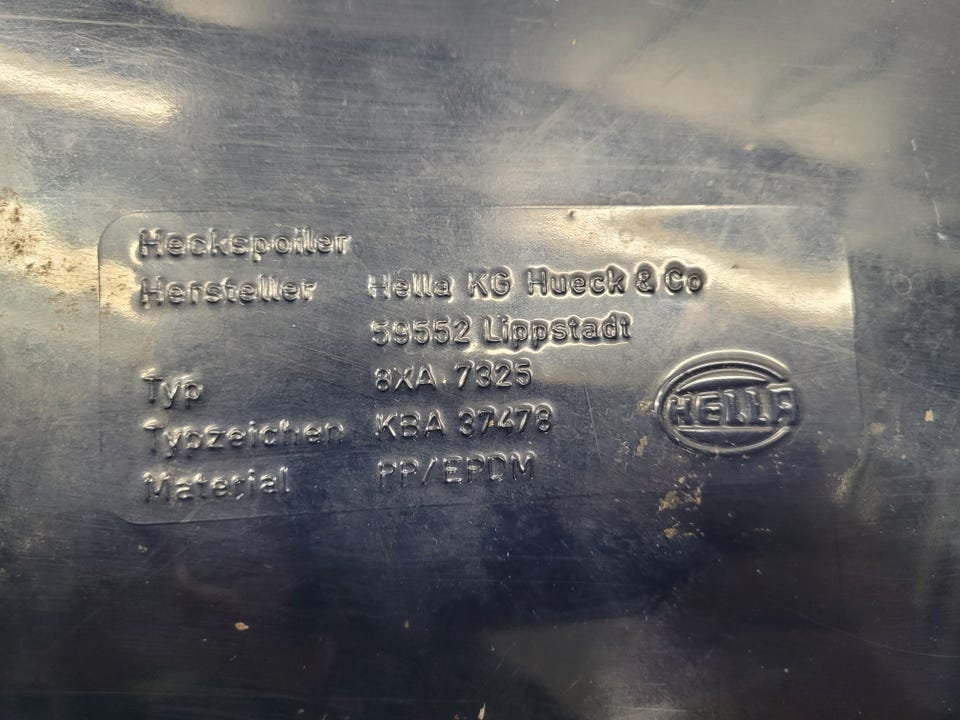 Heckspoiler
Hersteller Hella KG Hueck & Co
59552 Lippstadt
Typ 8XA 7325
Typzeichen KBA 37478
Material PP/EPDM
HELLA